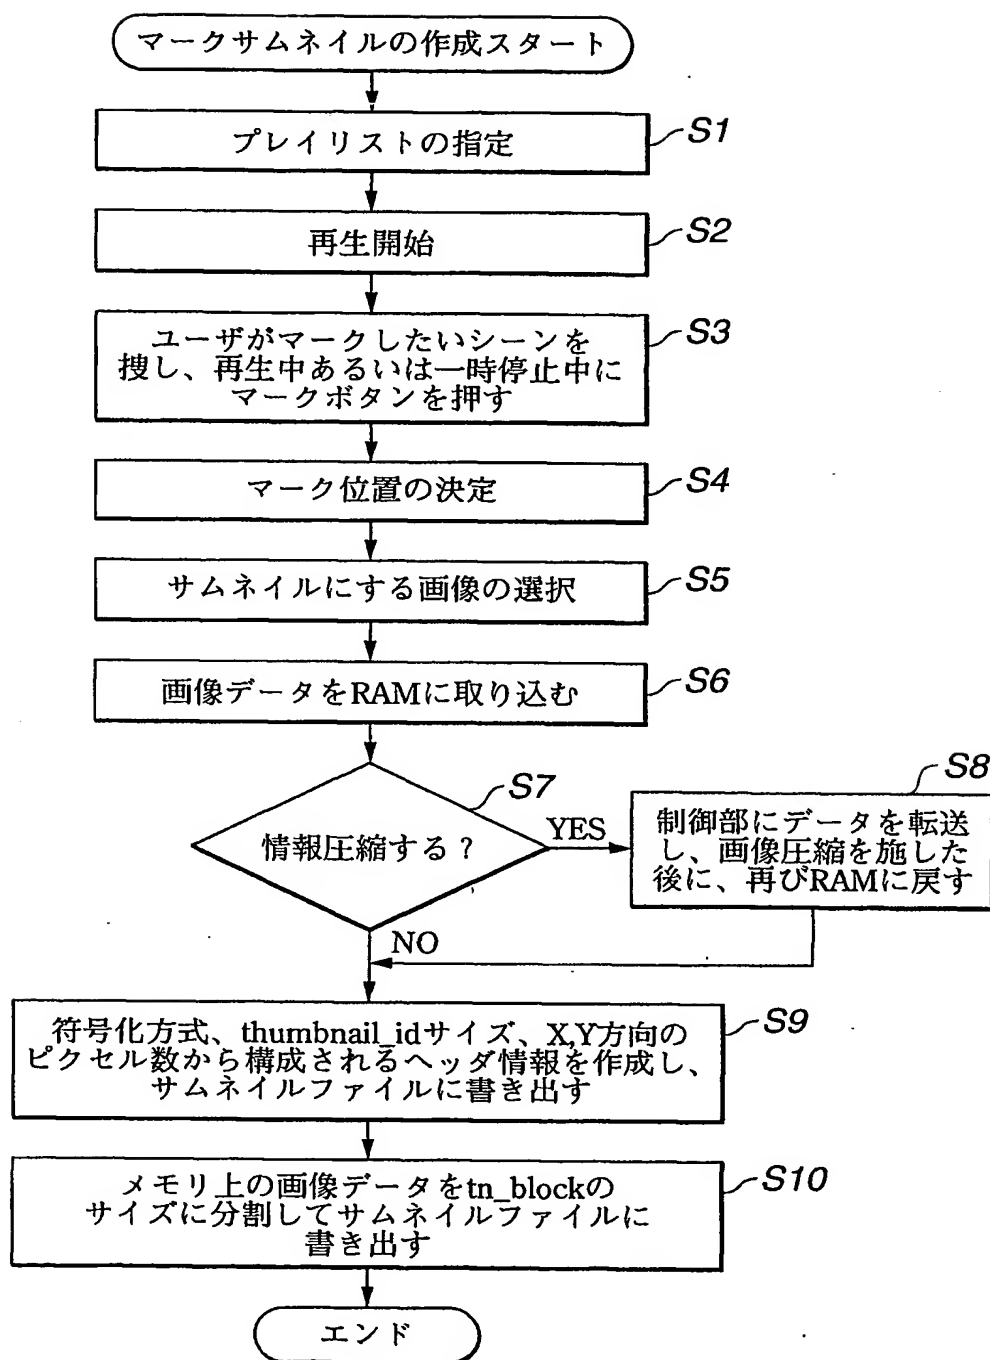 マークサムネイルの作成スタート
プレイリストの指定
S1
再生開始
S2
ユーザがマークしたいシーンを
捜し、再生中あるいは一時停止中に
マークボタンを押す
S3
マーク位置の決定
S4
サムネイルにする画像の選択
S5
画像データをRAMに取り込む
S6
情報圧縮する?
S7
YES
制御部にデータを転送
し、画像圧縮を施した
後に、再びRAMに戻す
S8
NO
符号化方式、thumbnail_idサイズ、X,Y方向の
ピクセル数から構成されるヘッダ情報を作成し、
サムネイルファイルに書き出す
S9
メモリ上の画像データをtn_blockの
サイズに分割してサムネイルファイルに
書き出す
S10
エンド